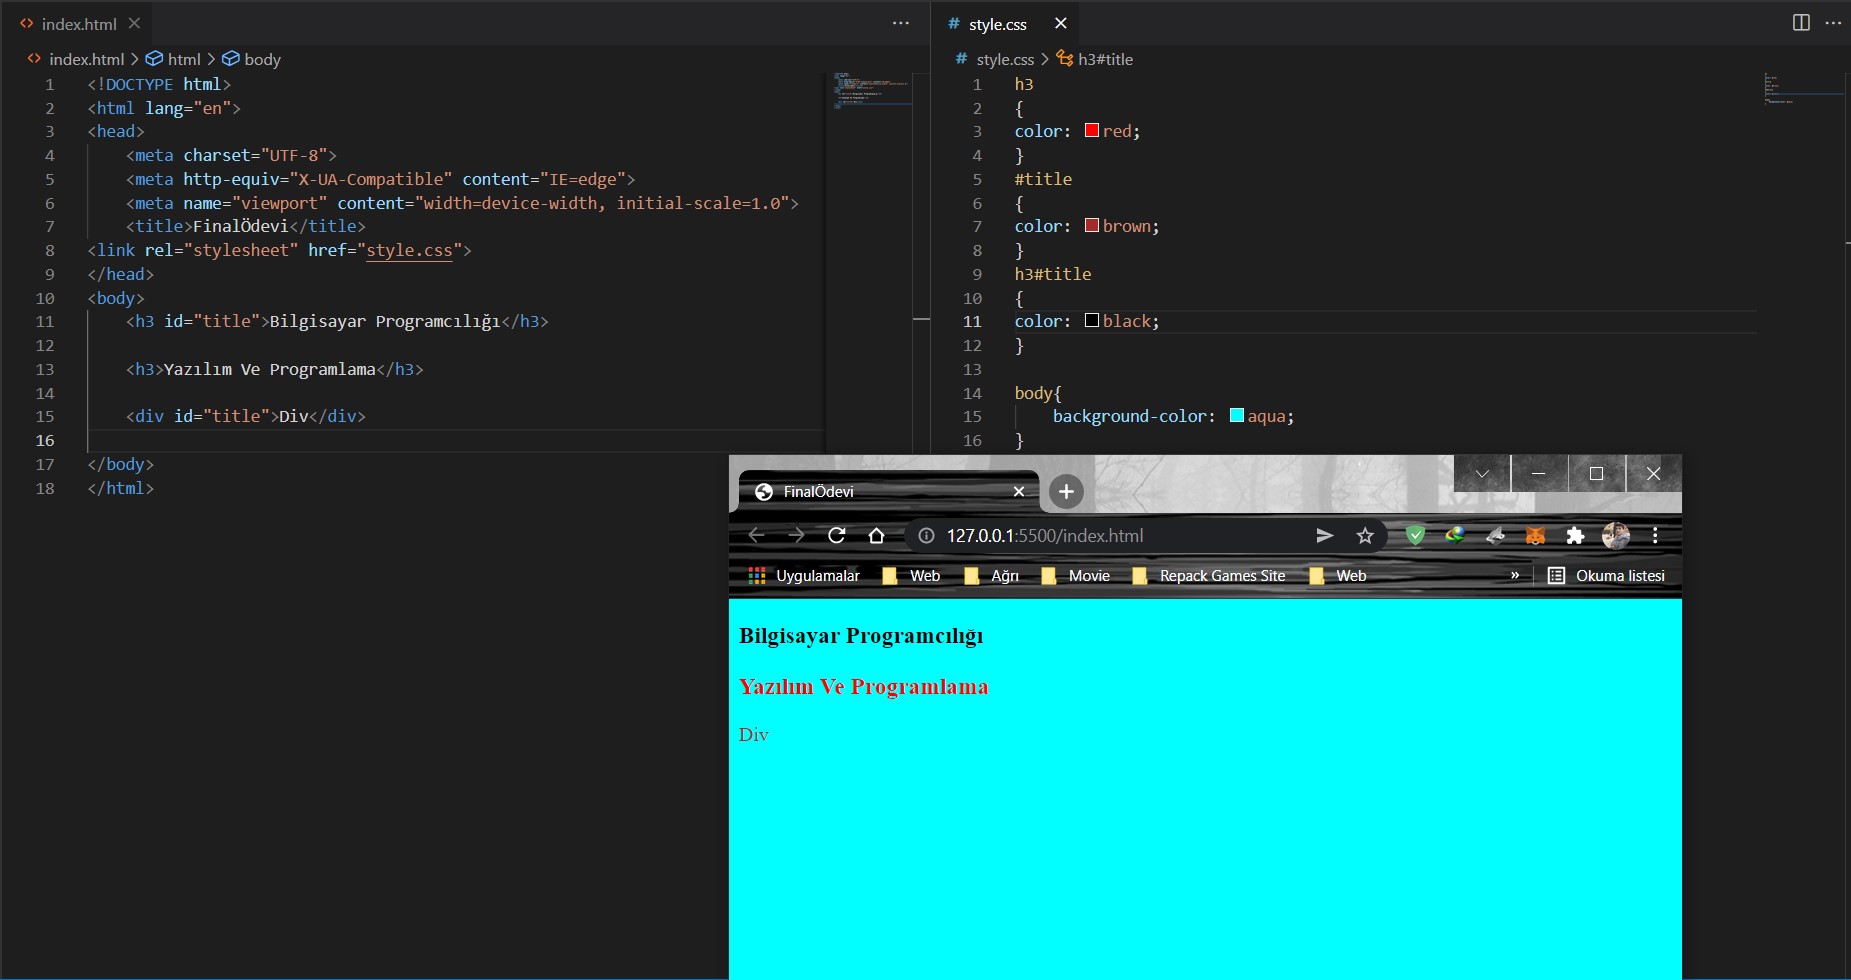 index.html
index.html > html > body
1 <!DOCTYPE html>
2 <html lang="en">
3 <head>
4 <meta charset="UTF-8">
5 <meta http-equiv="X-UA-Compatible" content="IE=edge">
6 <meta name="viewport" content="width=device-width, initial-scale=1.0">
7 <title>FinalÖdevi</title>
8 <link rel="stylesheet" href="style.css">
9 </head>
10 <body>
11 <h3 id="title">Bilgisayar Programcılığı</h3>
12
13 <h3>Yazılım Ve Programlama</h3>
14
15 <div id="title">Div</div>
16
17 </body>
18 </html>
# style.css
# style.css > h3#title
1 h3
2 {
3 color: red;
4 }
5 #title
6 {
7 color: brown;
8 }
9 h3#title
10 {
11 color: black;
12 }
13
14 body{
15 background-color: aqua;
16 }
FinalÖdevi
127.0.0.1:5500/index.html
Uygulamalar Web Ağrı Movie Repack Games Site Web » Okuma listesi
Bilgisayar Programcılığı
Yazılım Ve Programlama
Div